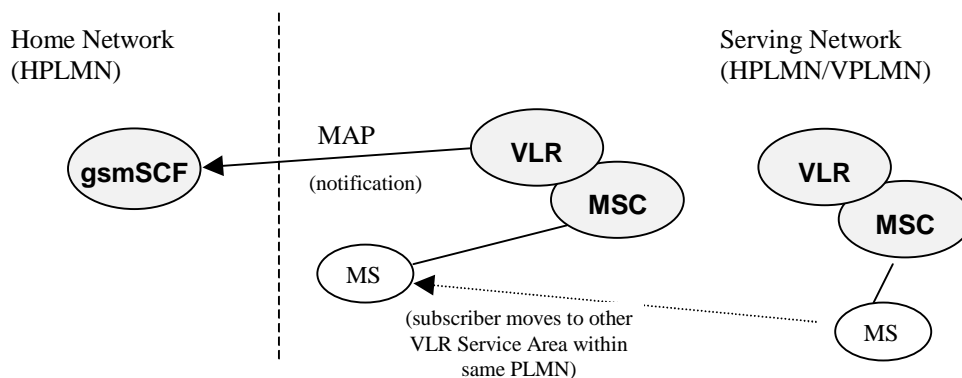 Home Network
(HPLMN)
Serving Network
(HPLMN/VPLMN)
MAP
(notification)
gsmSCF
VLR
MSC
VLR
MSC
MS
MS
(subscriber moves to other
VLR Service Area within
same PLMN)